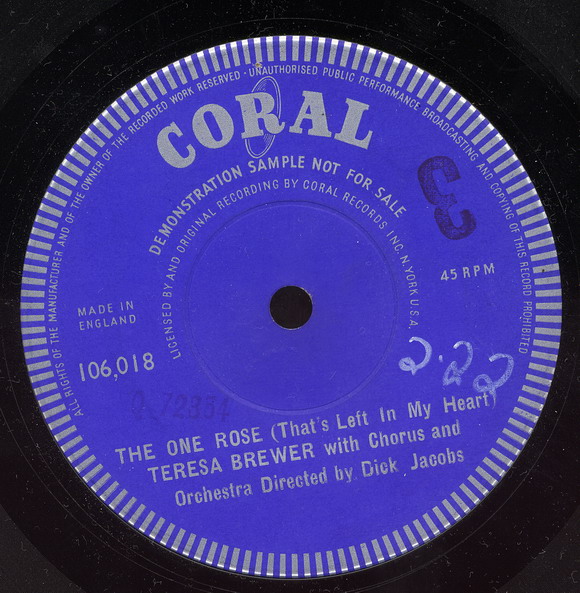 ALL RIGHTS OF THE MANUFACTURER AND OF THE OWNER OF THE RECORDED WORK RESERVED · UNAUTHORISED PUBLIC PERFORMANCE BROADCASTING AND COPYING OF THIS RECORD PROHIBITED
CORAL
DEMONSTRATION SAMPLE NOT FOR SALE
LICENSED BY AND ORIGINAL RECORDING BY CORAL RECORDS INC. N.YORK U.S.A.
45 RPM
MADE IN
ENGLAND
106,018
2·22
THE ONE ROSE (That's Left In My Heart)
TERESA BREWER with Chorus and
Orchestra Directed by Dick Jacobs